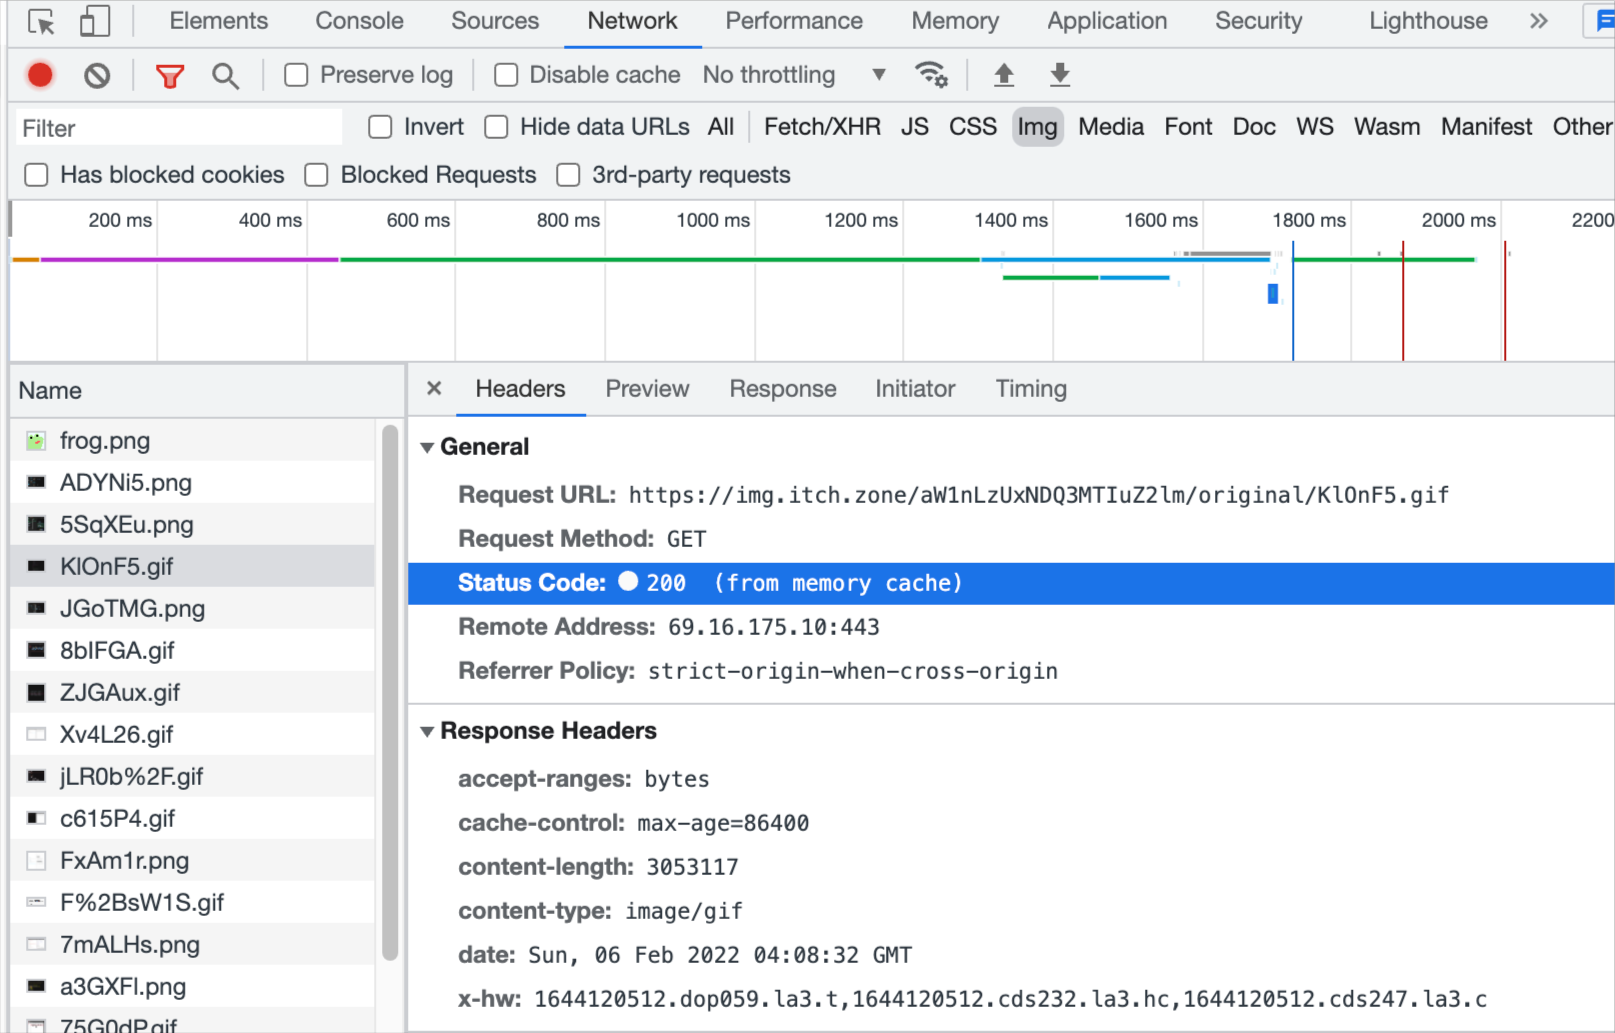 Elements Console Sources Network Performance Memory Application Security Lighthouse »
Preserve log Disable cache No throttling ▼
Filter Invert Hide data URLs All Fetch/XHR JS CSS Img Media Font Doc WS Wasm Manifest Other
Has blocked cookies Blocked Requests 3rd-party requests
200 ms 400 ms 600 ms 800 ms 1000 ms 1200 ms 1400 ms 1600 ms 1800 ms 2000 ms 2200
Name
frog.png
ADYNi5.png
5SqXEu.png
KlOnF5.gif
JGoTMG.png
8bIFGA.gif
ZJGAux.gif
Xv4L26.gif
jLR0b%2F.gif
c615P4.gif
FxAm1r.png
F%2BsW1S.gif
7mALHs.png
a3GXFl.png
75G0dP.gif
× Headers Preview Response Initiator Timing
▼ General
Request URL: https://img.itch.zone/aW1nLzUxNDQ3MTIuZ2lm/original/KlOnF5.gif
Request Method: GET
Status Code: 200 (from memory cache)
Remote Address: 69.16.175.10:443
Referrer Policy: strict-origin-when-cross-origin
▼ Response Headers
accept-ranges: bytes
cache-control: max-age=86400
content-length: 3053117
content-type: image/gif
date: Sun, 06 Feb 2022 04:08:32 GMT
x-hw: 1644120512.dop059.la3.t,1644120512.cds232.la3.hc,1644120512.cds247.la3.c